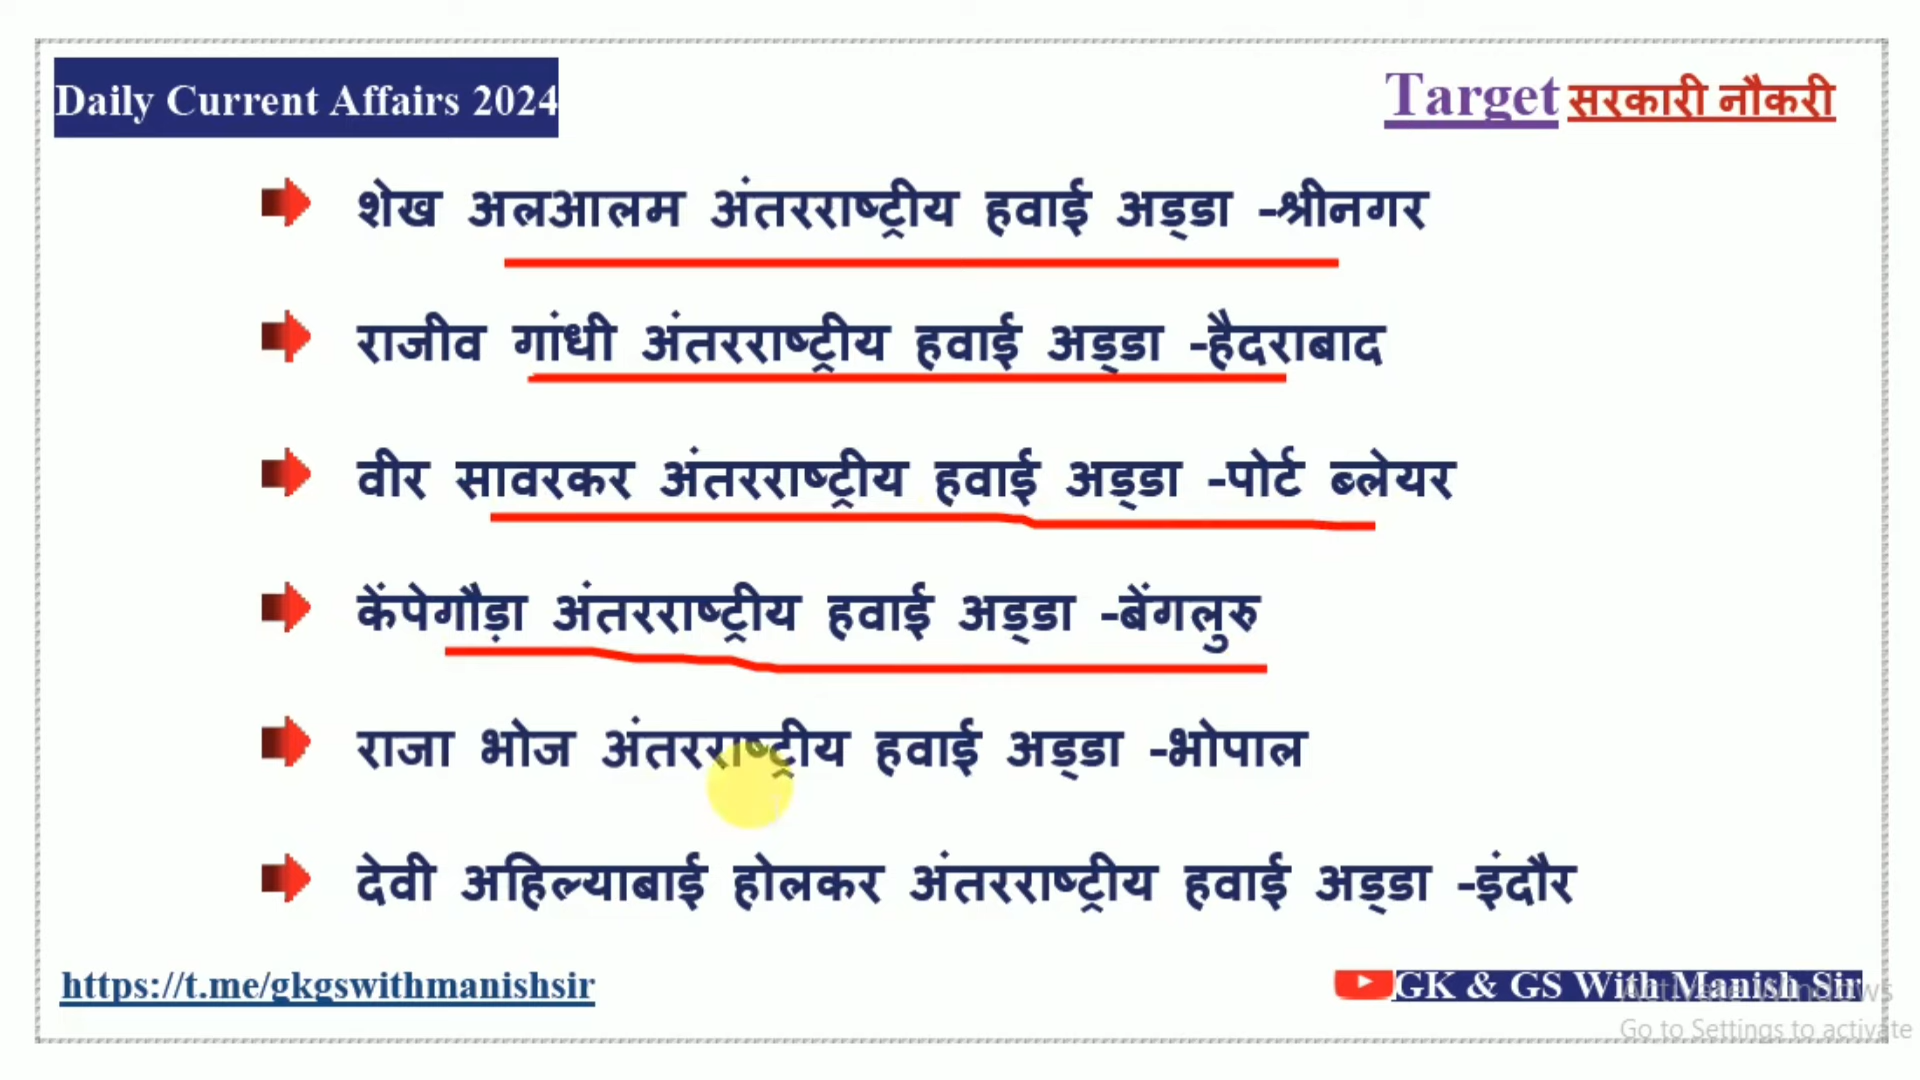 Daily Current Affairs 2024
Target सरकारी नौकरी
शेख अलआलम अंतरराष्ट्रीय हवाई अड्डा -श्रीनगर
राजीव गांधी अंतरराष्ट्रीय हवाई अड्डा -हैदराबाद
वीर सावरकर अंतरराष्ट्रीय हवाई अड्डा -पोर्ट ब्लेयर
केंपेगौड़ा अंतरराष्ट्रीय हवाई अड्डा -बेंगलुरु
राजा भोज अंतरराष्ट्रीय हवाई अड्डा -भोपाल
देवी अहिल्याबाई होलकर अंतरराष्ट्रीय हवाई अड्डा -इंदौर
https://t.me/gkgswithmanishsir
GK & GS With Manish Sir
Activate Windows
Go to Settings to activate